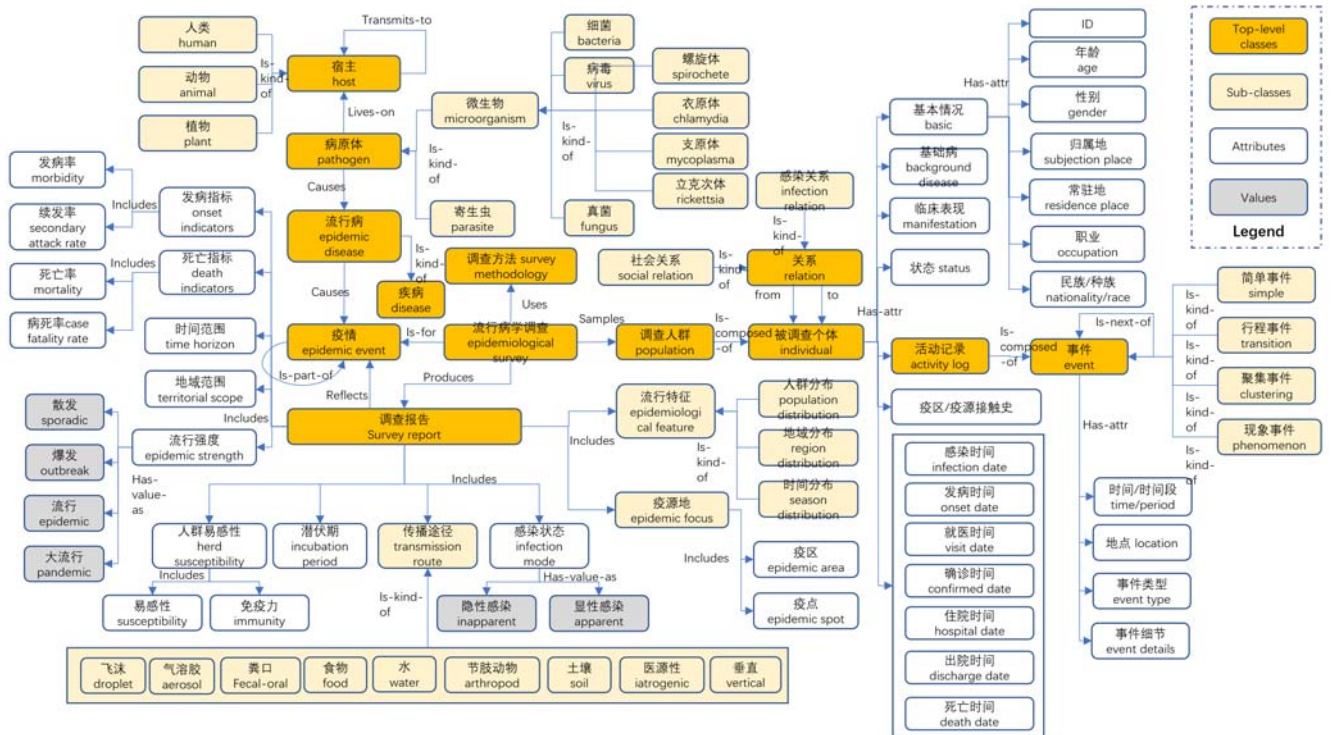 人类
human
动物
animal
植物
plant
Is-
kind-
of
Transmits-to
宿主
host
Lives-on
病原体
pathogen
Causes
流行病
epidemic
disease
Is-
kind-
of
疾病
disease
Causes
微生物
microorganism
寄生虫
parasite
Is-
kind-
of
细菌
bacteria
病毒
virus
Is-
kind-
of
真菌
fungus
螺旋体
spirochete
衣原体
chlamydia
支原体
mycoplasma
立克次体
rickettsia
发病率
morbidity
续发率
secondary
attack rate
死亡率
mortality
病死率case
fatality rate
Includes
发病指标
onset
indicators
Includes
死亡指标
death
indicators
时间范围
time horizon
地域范围
territorial scope
Includes
流行强度
epidemic strength
散发
sporadic
爆发
outbreak
流行
epidemic
大流行
pandemic
Has-
value-
as
疫情
epidemic event
Is-part-of
Reflects
Is-for
调查方法 survey
methodology
Uses
流行病学调查
epidemiological
survey
Produces
Samples
调查人群
population
Is-
composed
-of
被调查个体
individual
社会关系
social relation
Is-
kind-
of
感染关系
infection
relation
Is-
kind-
of
关系
relation
from
to
调查报告
Survey report
Includes
人群易感性
herd
susceptibility
潜伏期
incubation
period
传播途径
transmission
route
感染状态
infection
mode
Includes
易感性
susceptibility
免疫力
immunity
Is-kind-
of
Has-value-as
隐性感染
inapparent
显性感染
apparent
飞沫
droplet
气溶胶
aerosol
粪口
Fecal-oral
食物
food
水
water
节肢动物
arthropod
土壤
soil
医源性
iatrogenic
垂直
vertical
Includes
流行特征
epidemiologi
cal feature
Is-
kind-
of
人群分布
population
distribution
地域分布
region
distribution
时间分布
season
distribution
疫源地
epidemic focus
Includes
疫区
epidemic area
疫点
epidemic spot
Has-attr
基本情况
basic
基础病
background
disease
临床表现
manifestation
状态 status
活动记录
activity log
疫区/疫源接触史
感染时间
infection date
发病时间
onset date
就医时间
visit date
确诊时间
confirmed date
住院时间
hospital date
出院时间
discharge date
死亡时间
death date
Has-attr
ID
年龄
age
性别
gender
归属地
subjection place
常驻地
residence place
职业
occupation
民族/种族
nationality/race
Is-
composed
-of
Is-next-of
事件
event
Has-attr
时间/时间段
time/period
地点 location
事件类型
event type
事件细节
event details
简单事件
simple
Is-
kind-
of
行程事件
transition
Is-
kind-
of
聚集事件
clustering
Is-
kind-
of
现象事件
phenomenon
Is-
kind-
of
Top-level
classes
Sub-classes
Attributes
Values
Legend